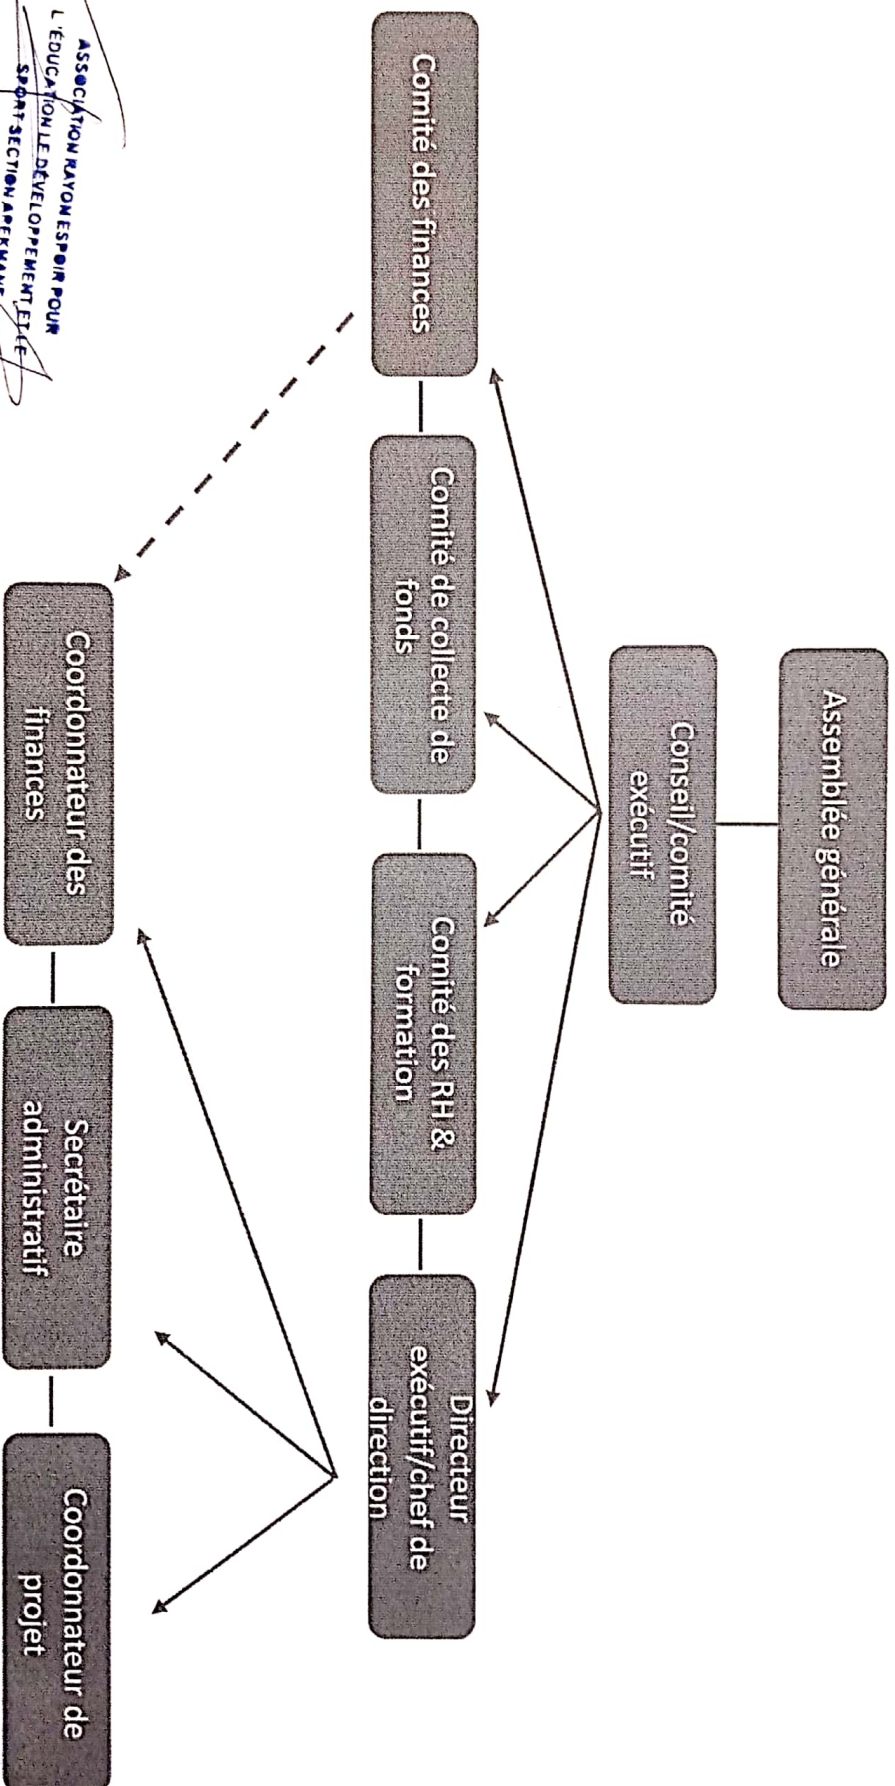 Assemblée générale
Conseil/comité
exécutif
Comité des finances
Comité de collecte de
fonds
Comité des RH &
formation
Directeur
exécutif/chef de
direction
Coordonnateur des
finances
Secrétaire
administratif
Coordonnateur de
projet
ASSOCIATION RAYON ESPOIR POUR
L'ÉDUCATION LE DÉVELOPPEMENT ET LE
SPORT SECTION